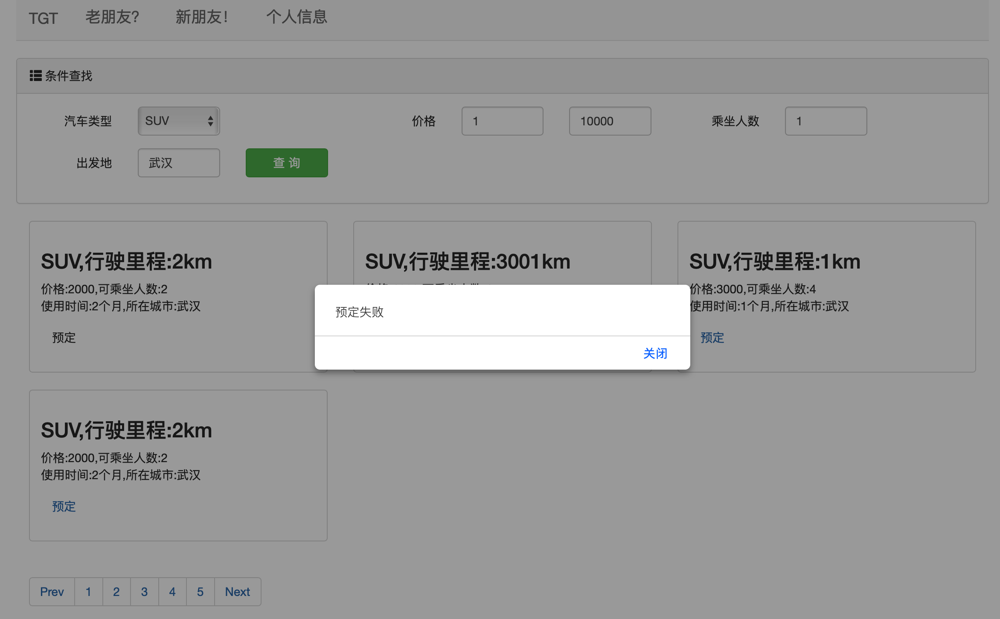 TGT 老朋友? 新朋友！ 个人信息
条件查找
汽车类型 SUV 价格 1 10000 乘坐人数 1
出发地 武汉 查 询
SUV,行驶里程:2km
价格:2000,可乘坐人数:2
使用时间:2个月,所在城市:武汉
预定
SUV,行驶里程:3001km
SUV,行驶里程:1km
价格:3000,可乘坐人数:4
使用时间:1个月,所在城市:武汉
预定
预定失败
关闭
SUV,行驶里程:2km
价格:2000,可乘坐人数:2
使用时间:2个月,所在城市:武汉
预定
Prev 1 2 3 4 5 Next